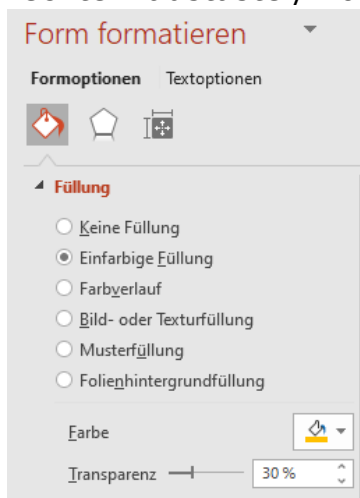 Form formatieren
Formoptionen Textoptionen
Füllung
Keine Füllung
Einfarbige Füllung
Farbverlauf
Bild- oder Texturfüllung
Musterfüllung
Folienhintergrundfüllung
Farbe
Transparenz 30 %